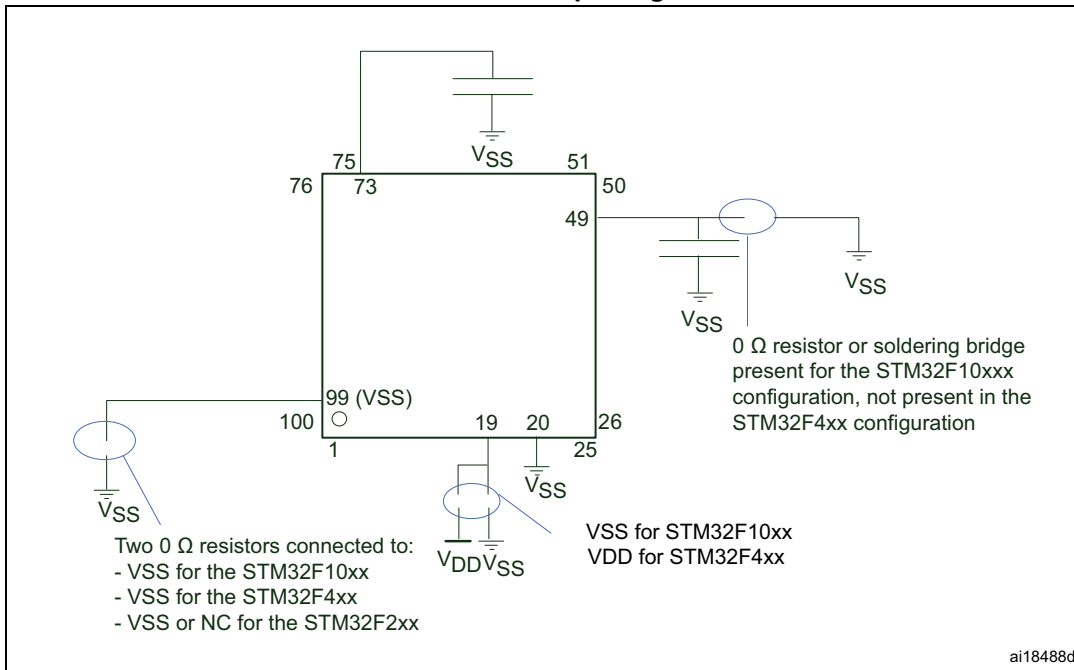 VSS
75
51
76
73
50
49
VSS
VSS
0 Ω resistor or soldering bridge
present for the STM32F10xxx
configuration, not present in the
STM32F4xx configuration
99 (VSS)
100
19
20
26
1
25
VSS
VSS
VDD VSS
VSS for STM32F10xx
VDD for STM32F4xx
Two 0 Ω resistors connected to:
- VSS for the STM32F10xx
- VSS for the STM32F4xx
- VSS or NC for the STM32F2xx
ai18488d